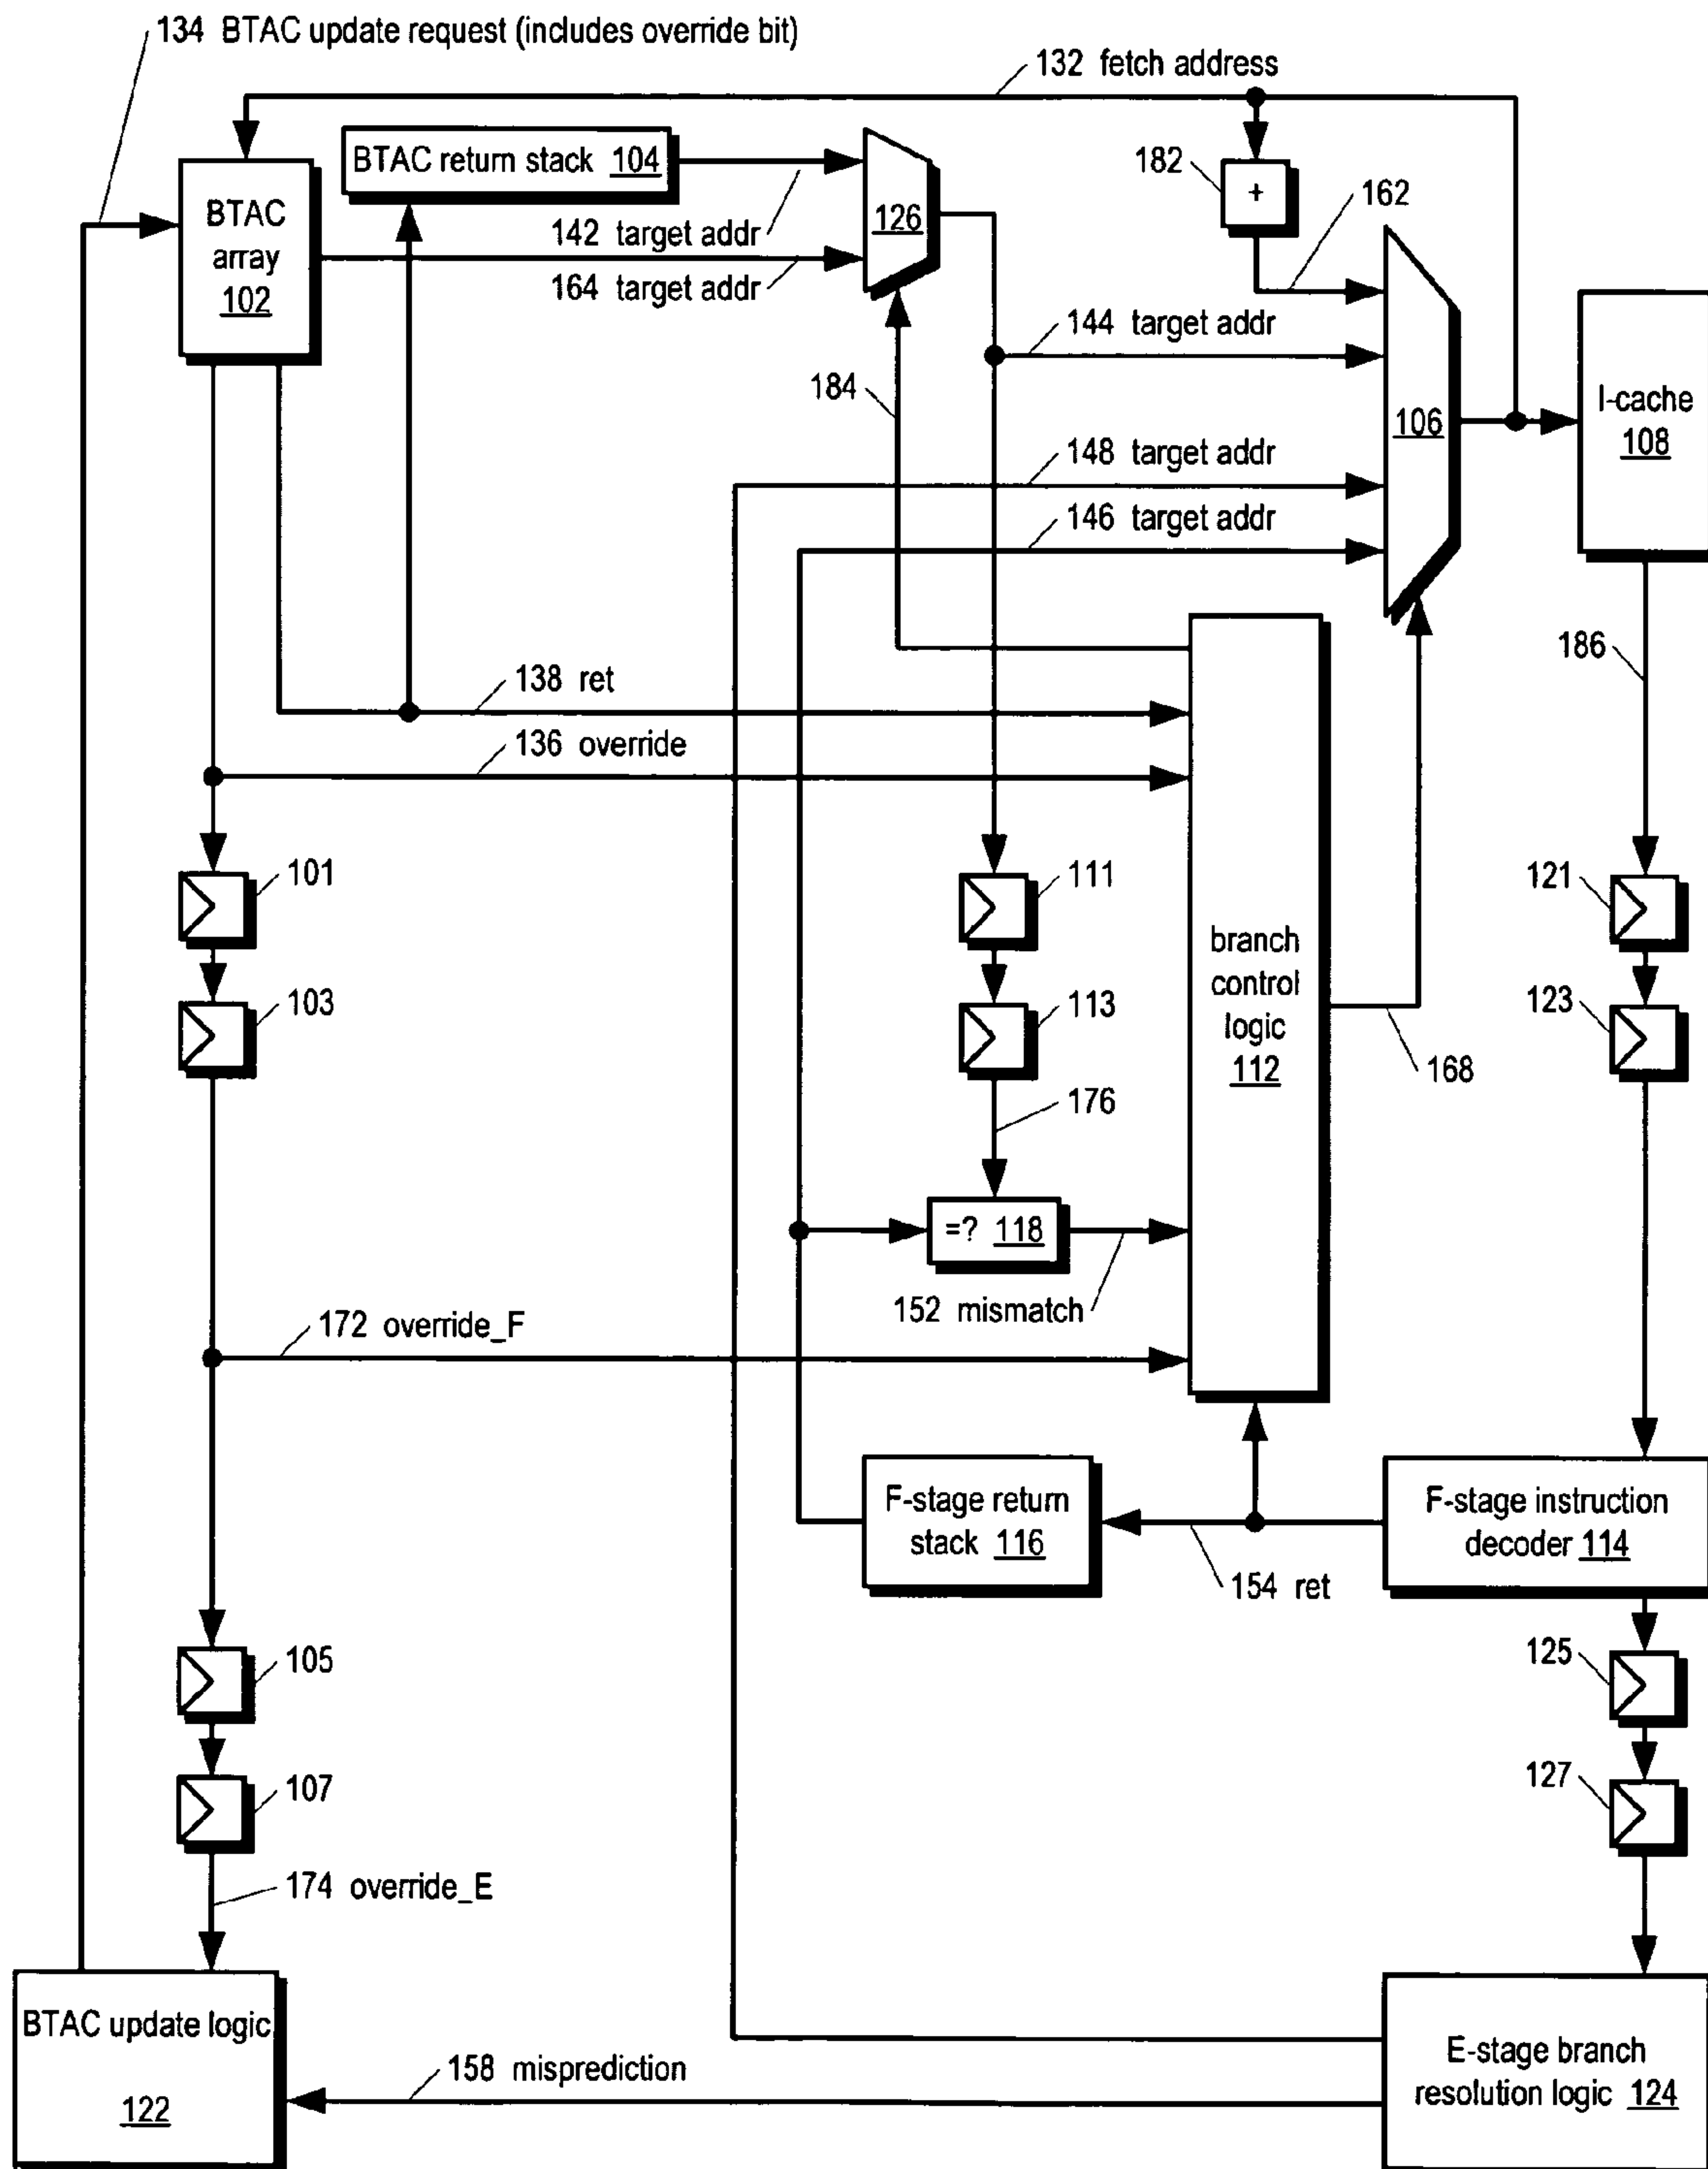 134 BTAC update request (includes override bit)
132 fetch address
BTAC return stack 104
182
+
162
BTAC
array
102
126
142 target addr
164 target addr
144 target addr
184
I-cache
108
106
148 target addr
146 target addr
186
138 ret
136 override
101
111
121
branch
control
logic
112
103
113
123
168
176
=? 118
152 mismatch
172 override_F
F-stage return
stack 116
F-stage instruction
decoder 114
154 ret
105
125
107
127
174 override_E
BTAC update logic
122
158 misprediction
E-stage branch
resolution logic 124